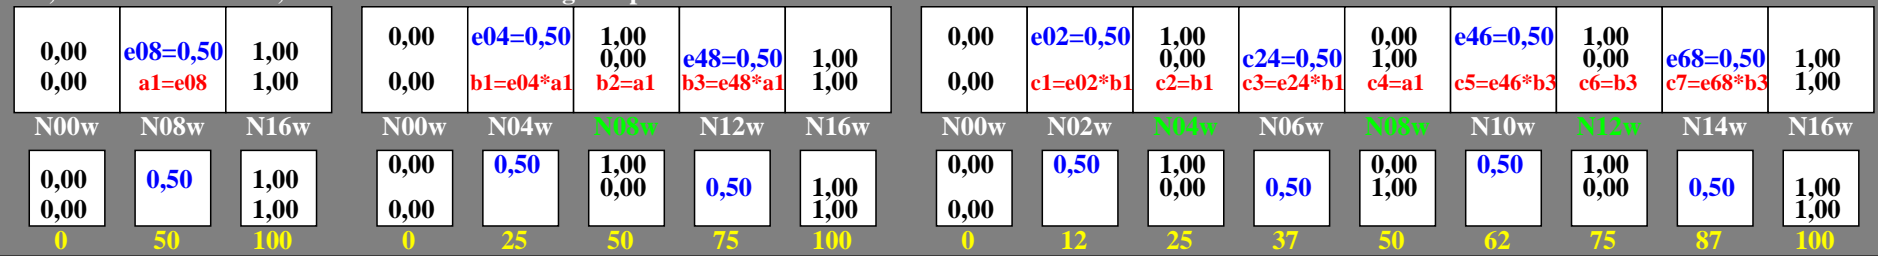 0,00 e08=0,50 1,00
0,00 a1=e08 1,00
N00w N08w N16w
0,00 0,50 1,00
0,00 1,00
0 50 100
0,00 e04=0,50 1,00
0,00 e48=0,50 1,00
0,00 b1=e04*a1 b2=a1 b3=e48*a1 1,00
N00w N04w N08w N12w N16w
0,00 0,50 1,00
0,00 0,50 1,00
0,00 1,00
0 25 50 75 100
0,00 e02=0,50 1,00 0,00 e46=0,50 1,00
0,00 c24=0,50 1,00 0,00 e68=0,50 1,00
0,00 c1=e02*b1 c2=b1 c3=e24*b1 c4=a1 c5=e46*b3 c6=b3 c7=e68*b3 1,00
N00w N02w N04w N06w N08w N10w N12w N14w N16w
0,00 0,50 1,00 0,00 0,50 1,00
0,00 0,50 1,00 0,00 0,50 1,00
0,00 1,00
0 12 25 37 50 62 75 87 100